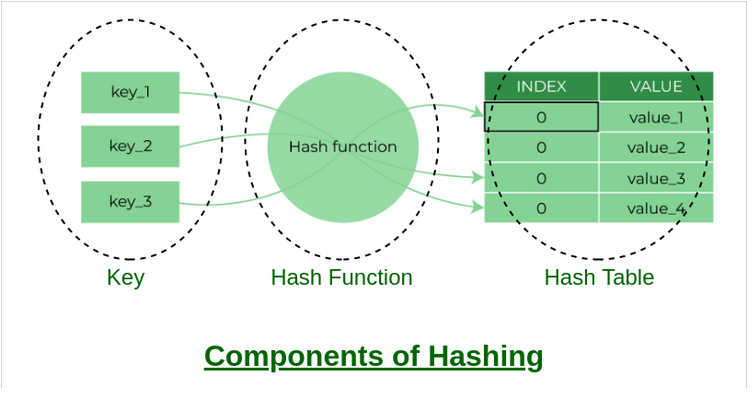 key_1
key_2
key_3
Hash function
INDEX VALUE
0 value_1
0 value_2
0 value_3
0 value_4
Key
Hash Function
Hash Table
Components of Hashing